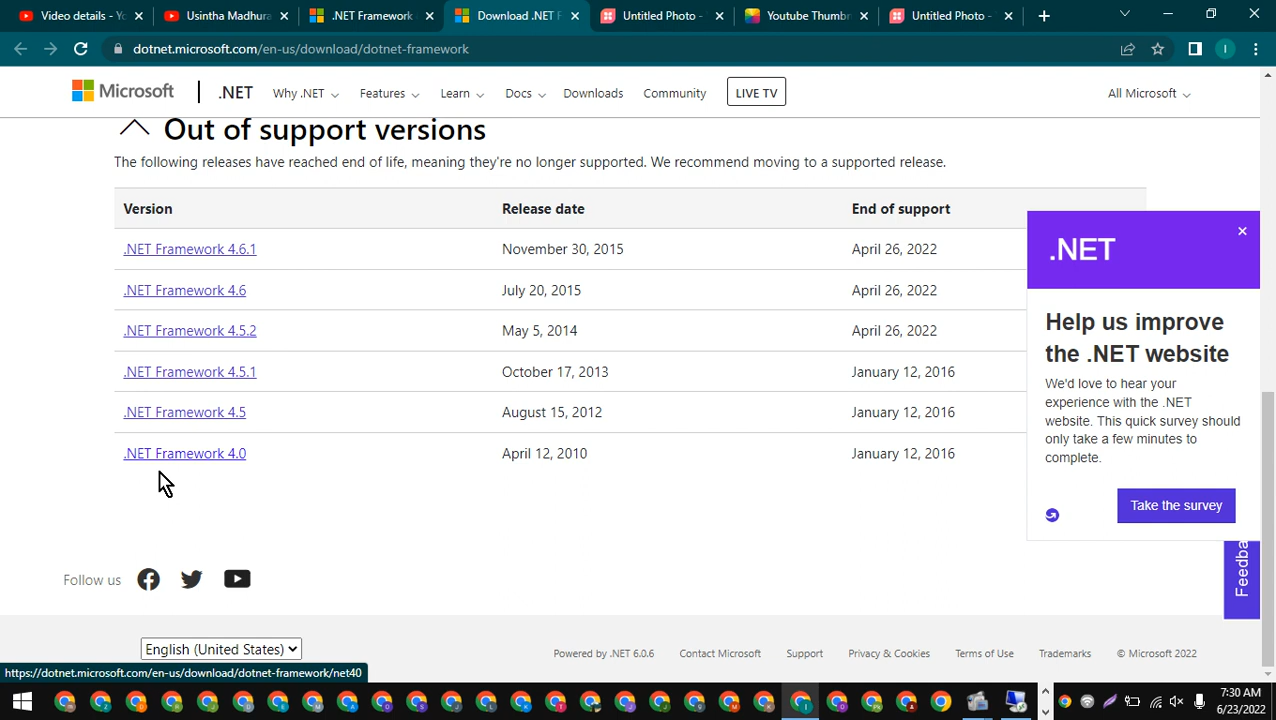 Video details - Yo
Usintha Madhura
.NET Framework
Download .NET F
Untitled Photo -
Youtube Thumbn
Untitled Photo -
dotnet.microsoft.com/en-us/download/dotnet-framework
I
Microsoft
.NET
Why .NET
Features
Learn
Docs
Downloads
Community
LIVE TV
All Microsoft
Out of support versions
The following releases have reached end of life, meaning they're no longer supported. We recommend moving to a supported release.
Version Release date End of support
.NET Framework 4.6.1 November 30, 2015 April 26, 2022
.NET Framework 4.6 July 20, 2015 April 26, 2022
.NET Framework 4.5.2 May 5, 2014 April 26, 2022
.NET Framework 4.5.1 October 17, 2013 January 12, 2016
.NET Framework 4.5 August 15, 2012 January 12, 2016
.NET Framework 4.0 April 12, 2010 January 12, 2016
.NET
Help us improve
the .NET website
We'd love to hear your
experience with the .NET
website. This quick survey should
only take a few minutes to
complete.
Take the survey
Feedba
Follow us
English (United States)
Powered by .NET 6.0.6
Contact Microsoft
Support
Privacy & Cookies
Terms of Use
Trademarks
© Microsoft 2022
https://dotnet.microsoft.com/en-us/download/dotnet-framework/net40
7:30 AM
6/23/2022